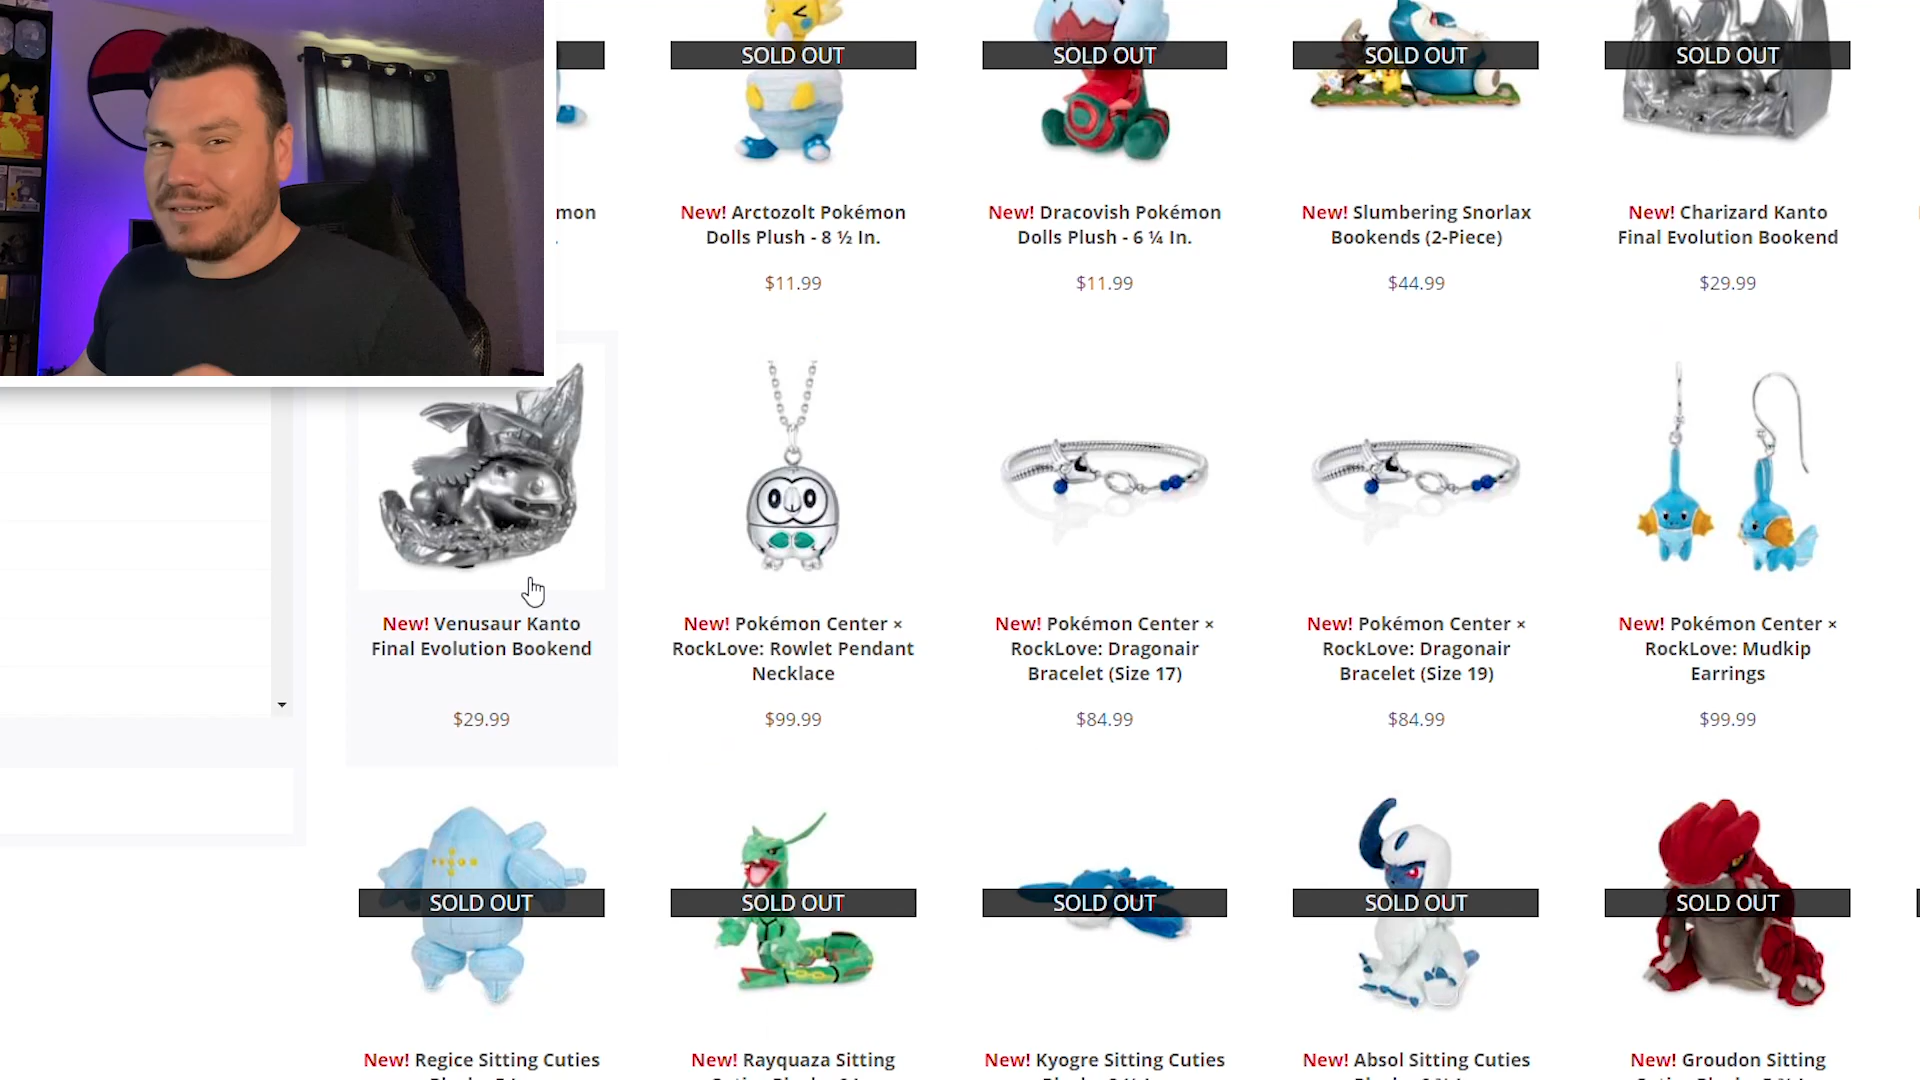 SOLD OUT
SOLD OUT
SOLD OUT
SOLD OUT
mon
New! Arctozolt Pokémon
Dolls Plush - 8 ½ In.
$11.99
New! Dracovish Pokémon
Dolls Plush - 6 ¼ In.
$11.99
New! Slumbering Snorlax
Bookends (2-Piece)
$44.99
New! Charizard Kanto
Final Evolution Bookend
$29.99
New! Venusaur Kanto
Final Evolution Bookend
$29.99
New! Pokémon Center ×
RockLove: Rowlet Pendant
Necklace
$99.99
New! Pokémon Center ×
RockLove: Dragonair
Bracelet (Size 17)
$84.99
New! Pokémon Center ×
RockLove: Dragonair
Bracelet (Size 19)
$84.99
New! Pokémon Center ×
RockLove: Mudkip
Earrings
$99.99
SOLD OUT
SOLD OUT
SOLD OUT
SOLD OUT
SOLD OUT
New! Regice Sitting Cuties
New! Rayquaza Sitting
New! Kyogre Sitting Cuties
New! Absol Sitting Cuties
New! Groudon Sitting